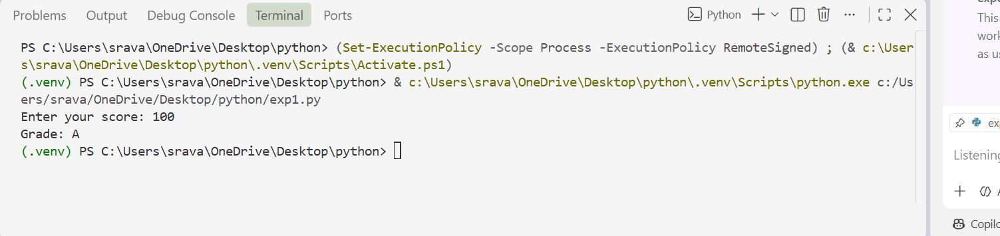 Problems Output Debug Console Terminal Ports Python
PS C:\Users\srava\OneDrive\Desktop\python> (Set-ExecutionPolicy -Scope Process -ExecutionPolicy RemoteSigned) ; (& c:\User
s\srava\OneDrive\Desktop\python\.venv\Scripts\Activate.ps1)
(.venv) PS C:\Users\srava\OneDrive\Desktop\python> & c:\Users\srava\OneDrive\Desktop\python\.venv\Scripts\python.exe c:/Us
ers/srava/OneDrive/Desktop/python/exp1.py
Enter your score: 100
Grade: A
(.venv) PS C:\Users\srava\OneDrive\Desktop\python>
This
work
as us
Listening